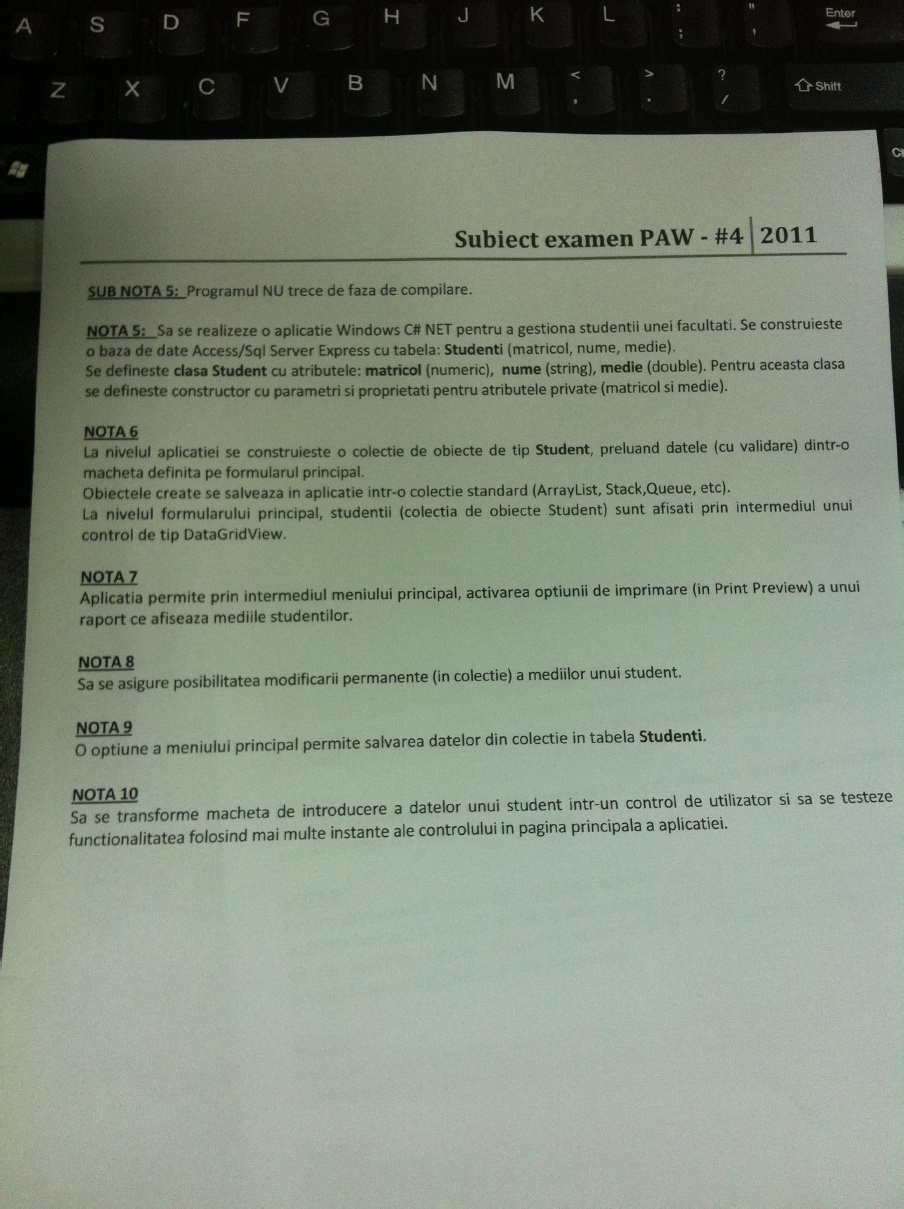 A S D F G H J K L : ; " ' Enter
Z X C V B N M < , > . ? / Shift
Subiect examen PAW - #4 2011
SUB NOTA 5: Programul NU trece de faza de compilare.
NOTA 5: Sa se realizeze o aplicatie Windows C# NET pentru a gestiona studentii unei facultati. Se construieste
o baza de date Access/Sql Server Express cu tabela: Studenti (matricol, nume, medie).
Se defineste clasa Student cu atributele: matricol (numeric), nume (string), medie (double). Pentru aceasta clasa
se defineste constructor cu parametri si proprietati pentru atributele private (matricol si medie).
NOTA 6
La nivelul aplicatiei se construieste o colectie de obiecte de tip Student, preluand datele (cu validare) dintr-o
macheta definita pe formularul principal.
Obiectele create se salveaza in aplicatie intr-o colectie standard (ArrayList, Stack,Queue, etc).
La nivelul formularului principal, studentii (colectia de obiecte Student) sunt afisati prin intermediul unui
control de tip DataGridView.
NOTA 7
Aplicatia permite prin intermediul meniului principal, activarea optiunii de imprimare (in Print Preview) a unui
raport ce afiseaza mediile studentilor.
NOTA 8
Sa se asigure posibilitatea modificarii permanente (in colectie) a mediilor unui student.
NOTA 9
O optiune a meniului principal permite salvarea datelor din colectie in tabela Studenti.
NOTA 10
Sa se transforme macheta de introducere a datelor unui student intr-un control de utilizator si sa se testeze
functionalitatea folosind mai multe instante ale controlului in pagina principala a aplicatiei.